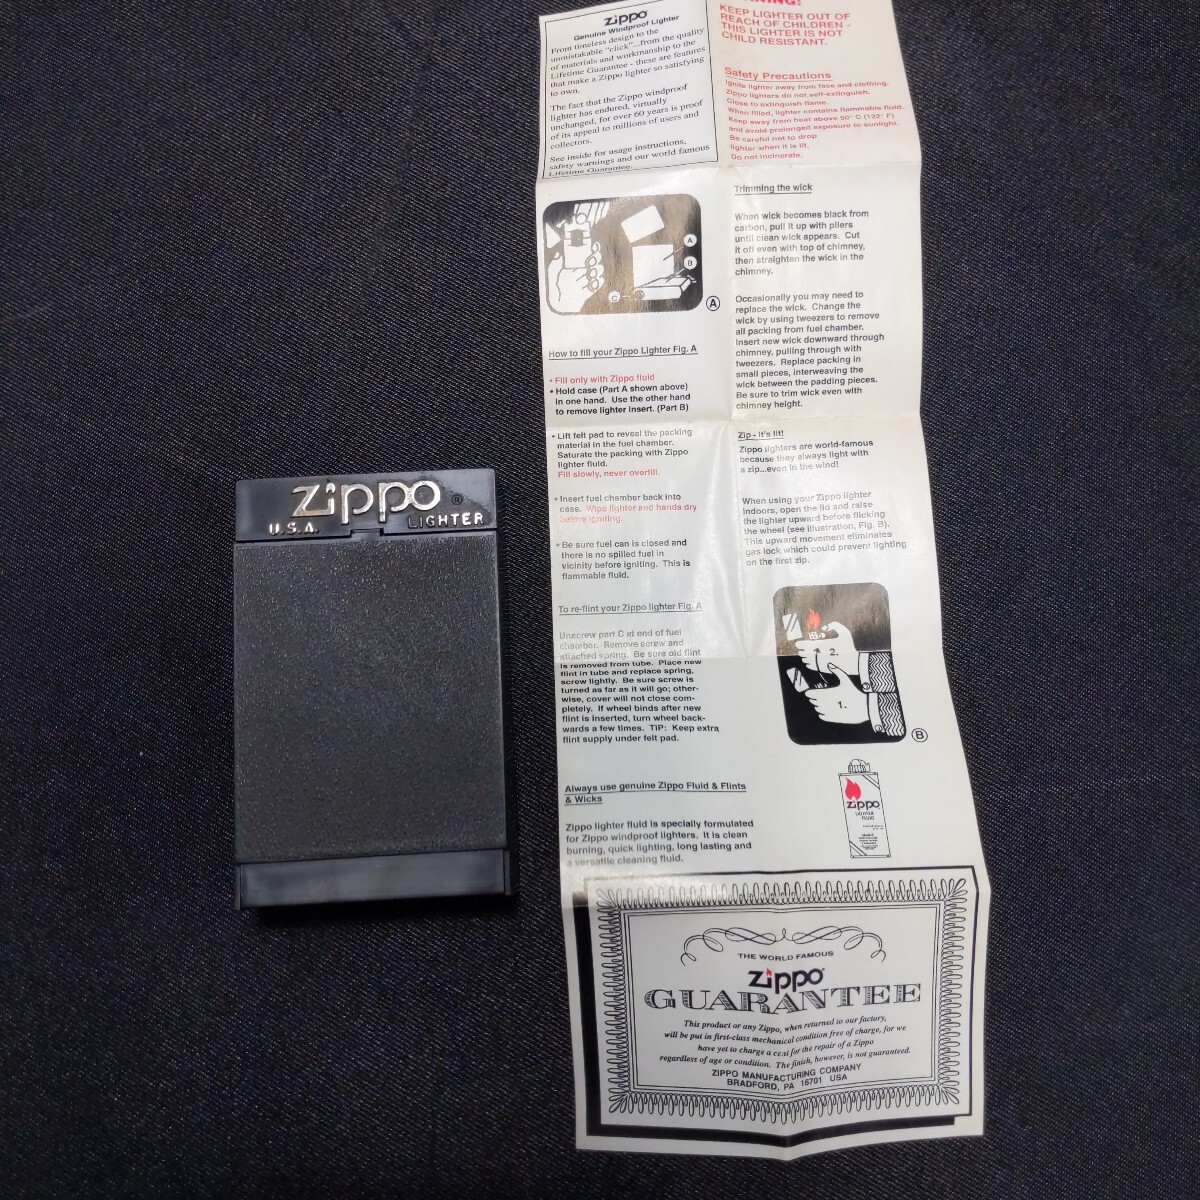 Zippo®
U.S.A. LIGHTER
Zippo®
Genuine Windproof Lighter
From timeless design to the
unmistakable "click"...from the quality
of materials and workmanship to the
Lifetime Guarantee - these are features
that make a Zippo lighter so satisfying
to own.
The fact that the Zippo windproof
lighter has endured, virtually
unchanged, for over 60 years is proof
of its appeal to millions of users and
collectors.
See inside for usage instructions,
safety warnings and our world famous
Lifetime Guarantee.
KEEP LIGHTER OUT OF
REACH OF CHILDREN -
THIS LIGHTER IS NOT
CHILD RESISTANT.
Safety Precautions
Ignite lighter away from face and clothing.
Zippo lighters do not self-extinguish.
Close to extinguish flame.
When filled, lighter contains flammable fluid.
Keep away from heat above 50° C (122° F)
and avoid prolonged exposure to sunlight.
Be careful not to drop
lighter when it is lit.
Do not incinerate.
A
B
C
A
How to fill your Zippo Lighter Fig. A
• Fill only with Zippo fluid
• Hold case (Part A shown above)
in one hand. Use the other hand
to remove lighter insert. (Part B)
• Lift felt pad to reveal the packing
material in the fuel chamber.
Saturate the packing with Zippo
lighter fluid.
Fill slowly, never overfill.
• Insert fuel chamber back into
case. Wipe lighter and hands dry
before igniting.
• Be sure fuel can is closed and
there is no spilled fuel in
vicinity before igniting. This is
flammable fluid.
To re-flint your Zippo lighter Fig. A
Unscrew part C at end of fuel
chamber. Remove screw and
attached spring. Be sure old flint
is removed from tube. Place new
flint in tube and replace spring,
screw lightly. Be sure screw is
turned as far as it will go; other-
wise, cover will not close com-
pletely. If wheel binds after new
flint is inserted, turn wheel back-
wards a few times. TIP: Keep extra
flint supply under felt pad.
Always use genuine Zippo Fluid & Flints
& Wicks
Zippo lighter fluid is specially formulated
for Zippo windproof lighters. It is clean
burning, quick lighting, long lasting and
a versatile cleaning fluid.
Trimming the wick
When wick becomes black from
carbon, pull it up with pliers
until clean wick appears. Cut
it off even with top of chimney,
then straighten the wick in the
chimney.
Occasionally you may need to
replace the wick. Change the
wick by using tweezers to remove
all packing from fuel chamber.
Insert new wick downward through
chimney, pulling through with
tweezers. Replace packing in
small pieces, interweaving the
wick between the padding pieces.
Be sure to trim wick even with
chimney height.
Zip - it's lit!
Zippo lighters are world-famous
because they always light with
a zip...even in the wind!
When using your Zippo lighter
indoors, open the lid and raise
the lighter upward before flicking
the wheel (see illustration, Fig. B).
This upward movement eliminates
gas lock which could prevent lighting
on the first zip.
2.
1.
B
zippo
LIGHTER
FLUID
THE WORLD FAMOUS
Zippo®
GUARANTEE
This product or any Zippo, when returned to our factory,
will be put in first-class mechanical condition free of charge, for we
have yet to charge a cent for the repair of a Zippo
regardless of age or condition. The finish, however, is not guaranteed.
ZIPPO MANUFACTURING COMPANY
BRADFORD, PA 16701 USA